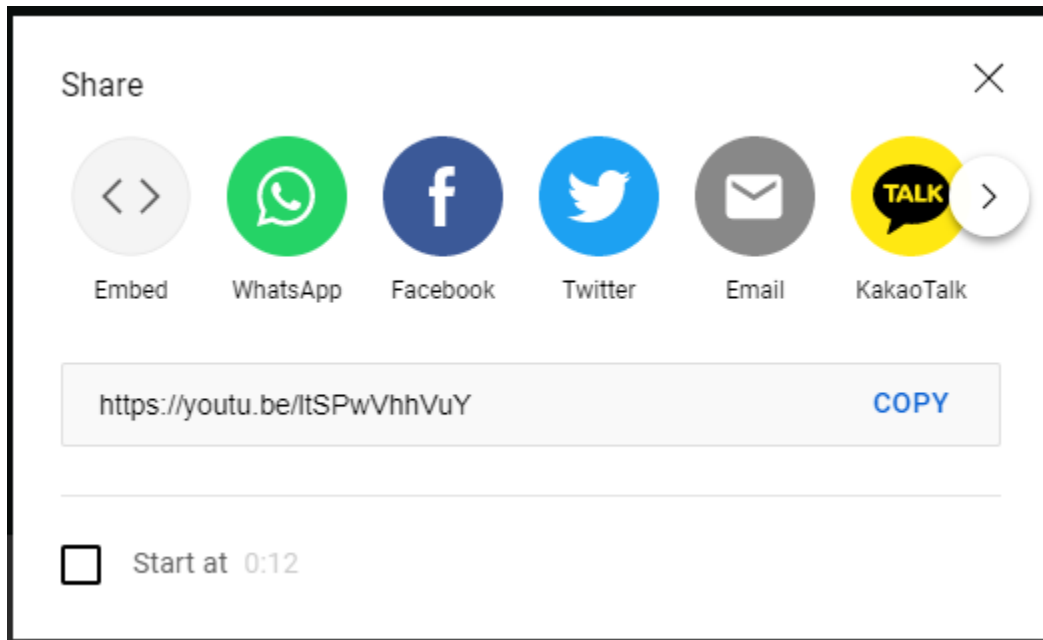 Share
TALK
Embed
WhatsApp
Facebook
Twitter
Email
KakaoTalk
https://youtu.be/ltSPwVhhVuY
COPY
Start at 0:12